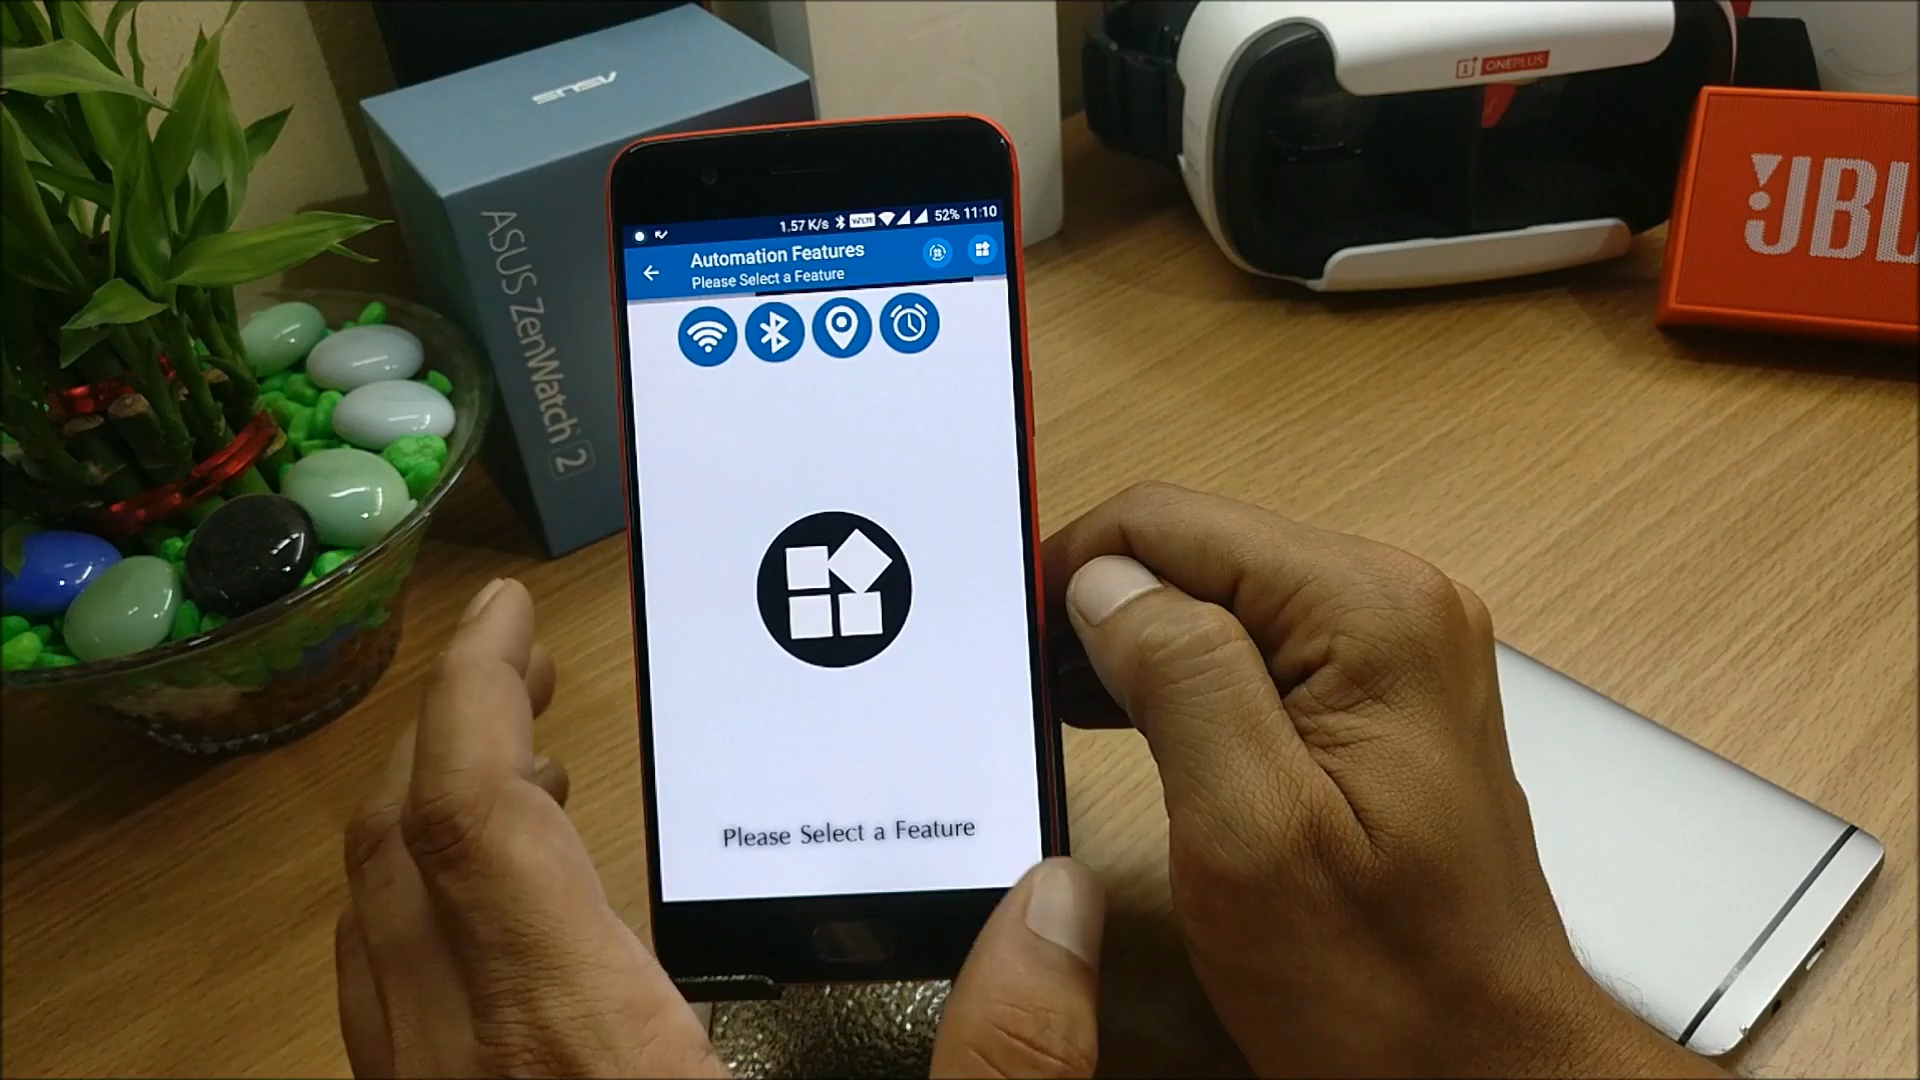 ASUS
ASUS ZenWatch 2
ONEPLUS
JBL
1.57 K/s VoLTE 52% 11:10
Automation Features
Please Select a Feature
Please Select a Feature